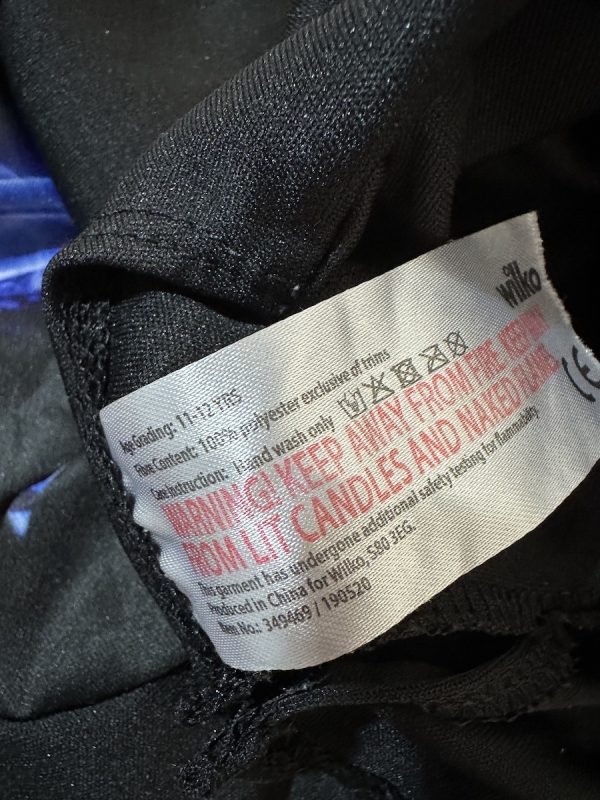 wilko
Age Grading: 11-12 YRS
Fibre Content: 100% polyester exclusive of trims
Care Instruction: Hand wash only
WARNING! KEEP AWAY FROM FIRE. KEEP AWAY
FROM LIT CANDLES AND NAKED FLAME.
This garment has undergone additional safety testing for flammability.
Produced in China for Wilko, S80 3EG.
Item No.: 349469 / 190520
CE